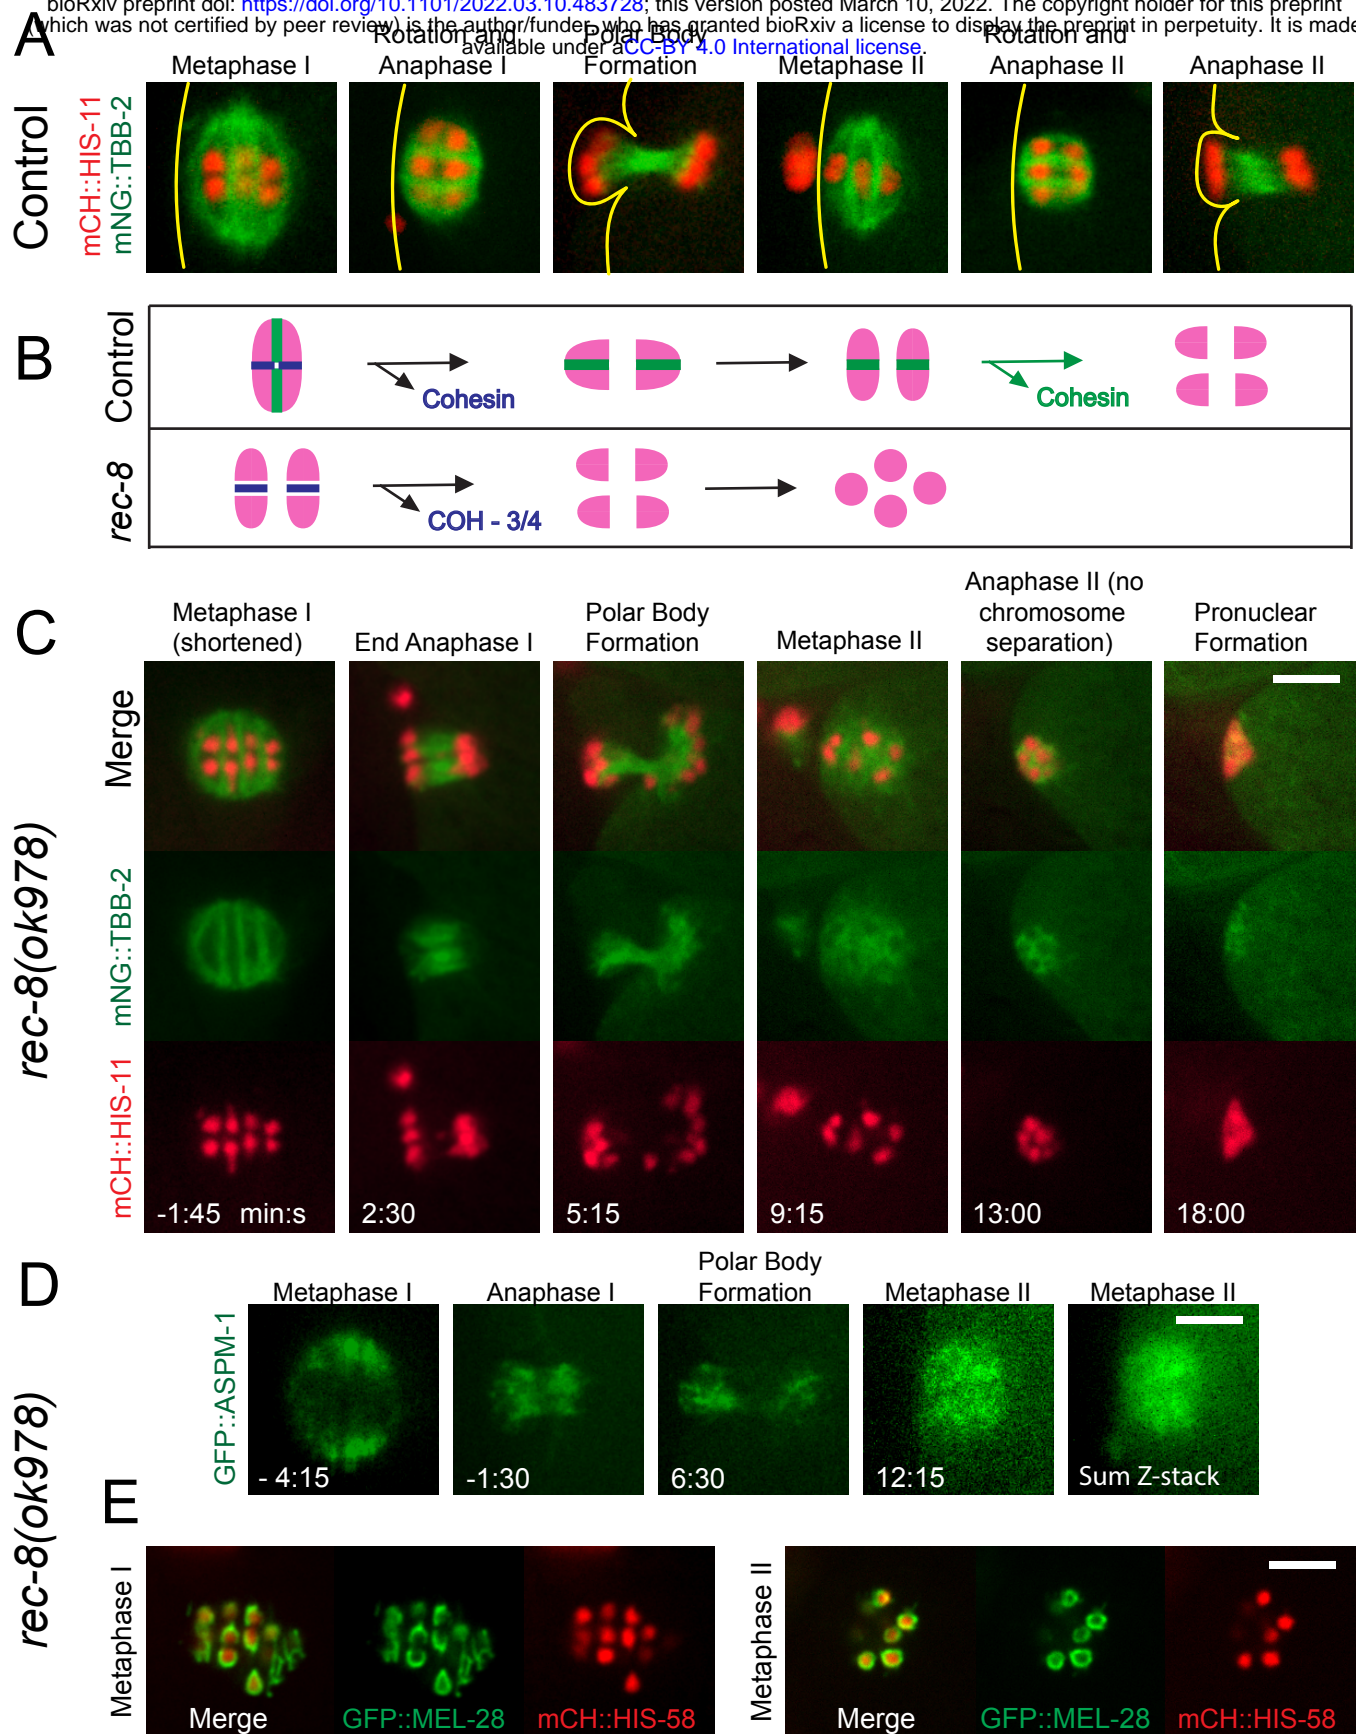 bioRxiv preprint doi: https://doi.org/10.1101/2022.03.10.483728; this version posted March 10, 2022. The copyright holder for this preprint
(which was not certified by peer review) is the author/funder, who has granted bioRxiv a license to display the preprint in perpetuity. It is made
available under aCC-BY 4.0 International license.
A
Metaphase I
Rotation and
Anaphase I
Polar Body
Formation
Metaphase II
Rotation and
Anaphase II
Anaphase II
Control
mCH::HIS-11
mNG::TBB-2
B
Control
Cohesin
Cohesin
rec-8
COH - 3/4
C
Metaphase I
(shortened)
End Anaphase I
Polar Body
Formation
Metaphase II
Anaphase II (no
chromosome
separation)
Pronuclear
Formation
rec-8(ok978)
Merge
mNG::TBB-2
mCH::HIS-11
-1:45 min:s
2:30
5:15
9:15
13:00
18:00
D
Metaphase I
Anaphase I
Polar Body
Formation
Metaphase II
Metaphase II
rec-8(ok978)
GFP::ASPM-1
- 4:15
-1:30
6:30
12:15
Sum Z-stack
E
Metaphase I
Merge
GFP::MEL-28
mCH::HIS-58
Metaphase II
Merge
GFP::MEL-28
mCH::HIS-58